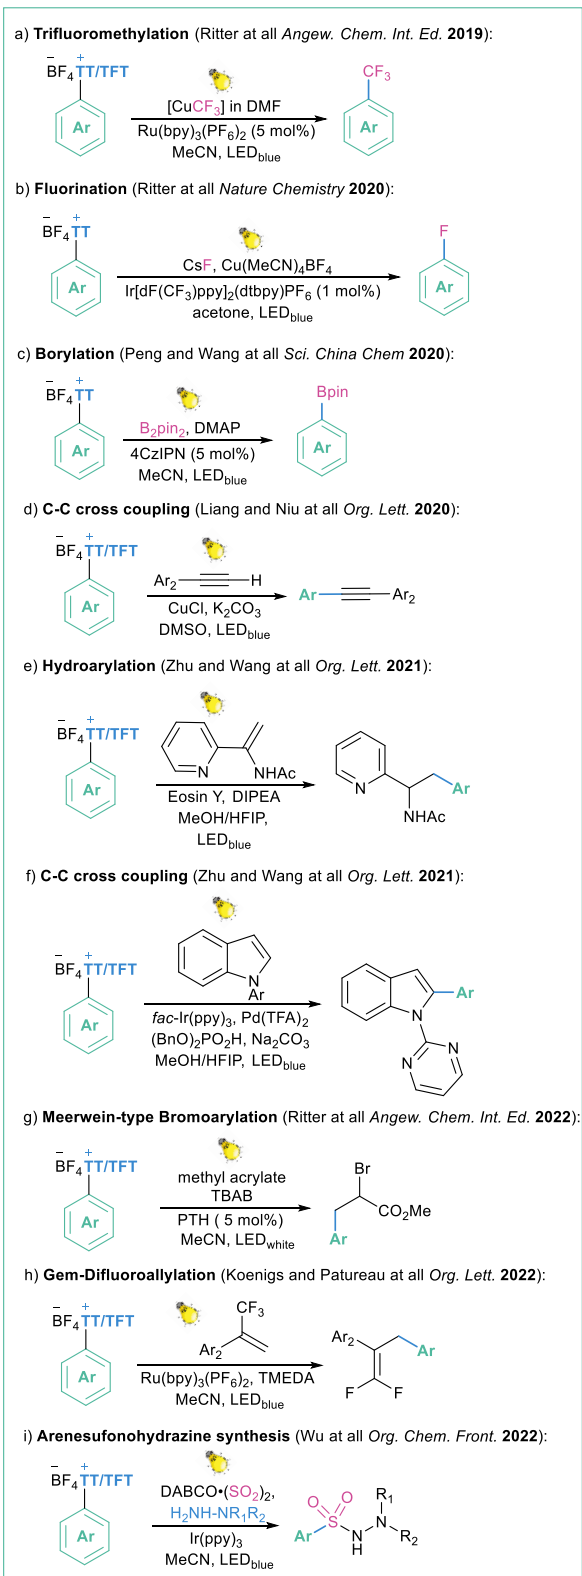 a) Trifluoromethylation (Ritter at all Angew. Chem. Int. Ed. 2019):
BF4 TT/TFT
+
−
Ar
[CuCF3] in DMF
Ru(bpy)3(PF6)2 (5 mol%)
MeCN, LEDblue
CF3
Ar
b) Fluorination (Ritter at all Nature Chemistry 2020):
−
+
BF4 TT
Ar
CsF, Cu(MeCN)4BF4
Ir[dF(CF3)ppy]2(dtbpy)PF6 (1 mol%)
acetone, LEDblue
F
Ar
c) Borylation (Peng and Wang at all Sci. China Chem 2020):
−
+
BF4 TT
Ar
B2pin2, DMAP
4CzIPN (5 mol%)
MeCN, LEDblue
Bpin
Ar
d) C-C cross coupling (Liang and Niu at all Org. Lett. 2020):
−
+
BF4 TT/TFT
Ar
Ar2 H
CuCl, K2CO3
DMSO, LEDblue
Ar Ar2
e) Hydroarylation (Zhu and Wang at all Org. Lett. 2021):
−
+
BF4 TT/TFT
Ar
N
NHAc
Eosin Y, DIPEA
MeOH/HFIP,
LEDblue
N
Ar
NHAc
f) C-C cross coupling (Zhu and Wang at all Org. Lett. 2021):
−
+
BF4 TT/TFT
Ar
N
Ar
fac-Ir(ppy)3, Pd(TFA)2
(BnO)2PO2H, Na2CO3
MeOH/HFIP, LEDblue
Ar
N
N N
g) Meerwein-type Bromoarylation (Ritter at all Angew. Chem. Int. Ed. 2022):
−
+
BF4 TT/TFT
Ar
methyl acrylate
TBAB
PTH ( 5 mol%)
MeCN, LEDwhite
Br
CO2Me
Ar
h) Gem-Difluoroallylation (Koenigs and Patureau at all Org. Lett. 2022):
−
+
BF4 TT/TFT
Ar
CF3
Ar2
Ru(bpy)3(PF6)2, TMEDA
MeCN, LEDblue
Ar2
Ar
F F
i) Arenesufonohydrazine synthesis (Wu at all Org. Chem. Front. 2022):
−
+
BF4 TT/TFT
Ar
DABCO•(SO2)2,
H2NH-NR1R2
Ir(ppy)3
MeCN, LEDblue
O O R1
S N
Ar N R2
H